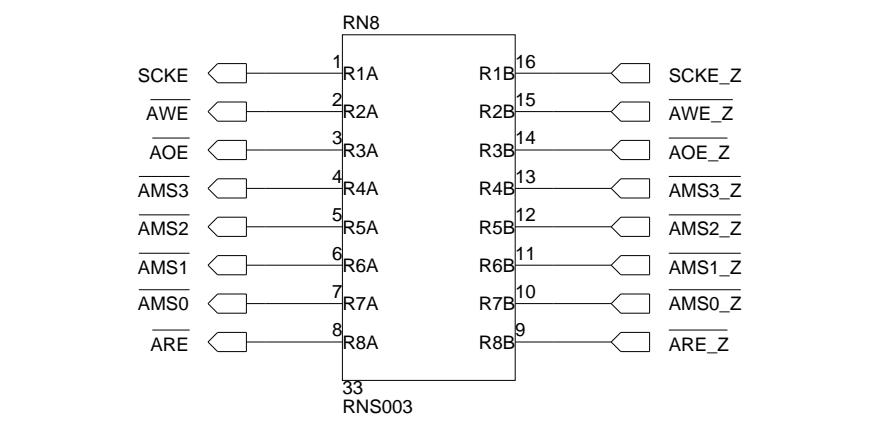 RN8
SCKE 1 R1A R1B 16 SCKE_Z
AWE 2 R2A R2B 15 AWE_Z
AOE 3 R3A R3B 14 AOE_Z
AMS3 4 R4A R4B 13 AMS3_Z
AMS2 5 R5A R5B 12 AMS2_Z
AMS1 6 R6A R6B 11 AMS1_Z
AMS0 7 R7A R7B 10 AMS0_Z
ARE 8 R8A R8B 9 ARE_Z
33
RNS003